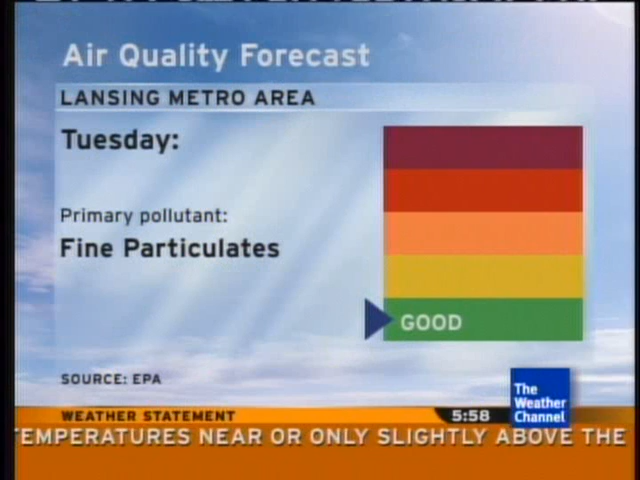 Air Quality Forecast
LANSING METRO AREA
Tuesday:
Primary pollutant:
Fine Particulates
GOOD
SOURCE: EPA
The
Weather
Channel
WEATHER STATEMENT
5:58
TEMPERATURES NEAR OR ONLY SLIGHTLY ABOVE THE